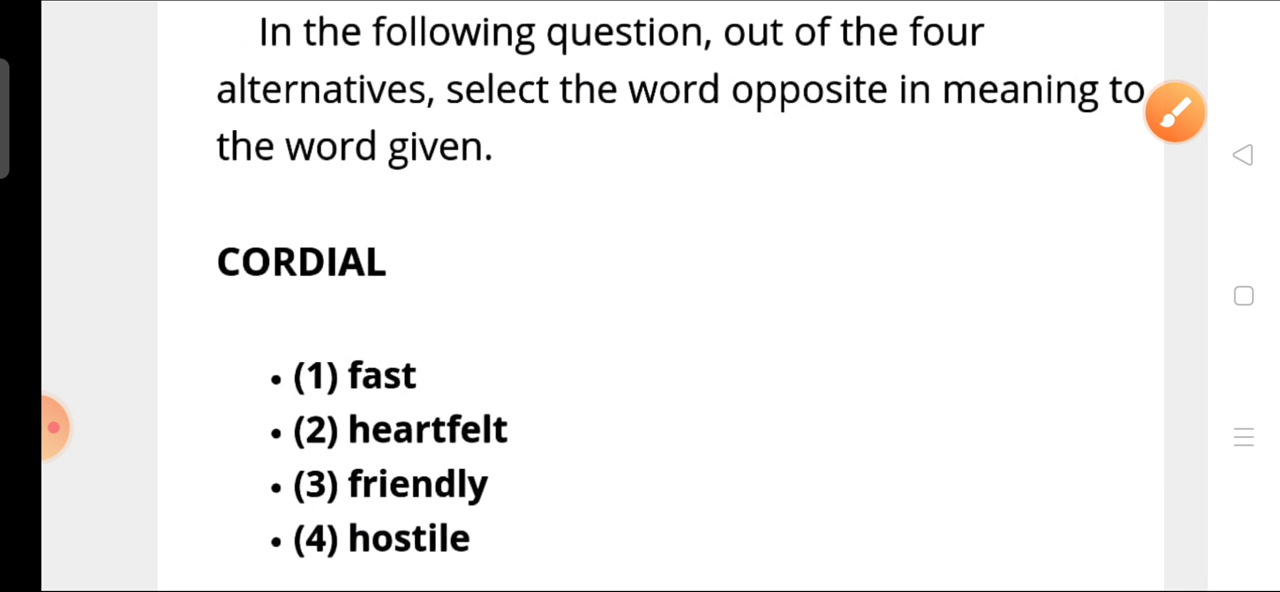 In the following question, out of the four
alternatives, select the word opposite in meaning to
the word given.
CORDIAL
• (1) fast
• (2) heartfelt
• (3) friendly
• (4) hostile